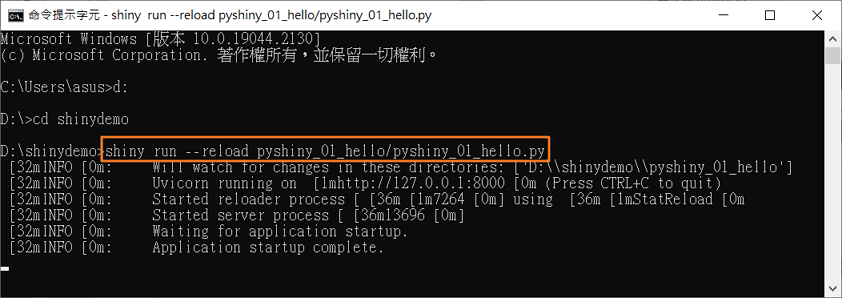 命令提示字元 - shiny  run --reload pyshiny_01_hello/pyshiny_01_hello.py
Microsoft Windows [版本 10.0.19044.2130]
(c) Microsoft Corporation. 著作權所有，並保留一切權利。
C:\Users\asus>d:
D:\>cd shinydemo
D:\shinydemo>shiny run --reload pyshiny_01_hello/pyshiny_01_hello.py
[32mINFO [0m:     Will watch for changes in these directories: ['D:\\shinydemo\\pyshiny_01_hello']
[32mINFO [0m:     Uvicorn running on  [1mhttp://127.0.0.1:8000 [0m (Press CTRL+C to quit)
[32mINFO [0m:     Started reloader process [ [36m [1m7264 [0m] using  [36m [1mStatReload [0m
[32mINFO [0m:     Started server process [ [36m13696 [0m]
[32mINFO [0m:     Waiting for application startup.
[32mINFO [0m:     Application startup complete.